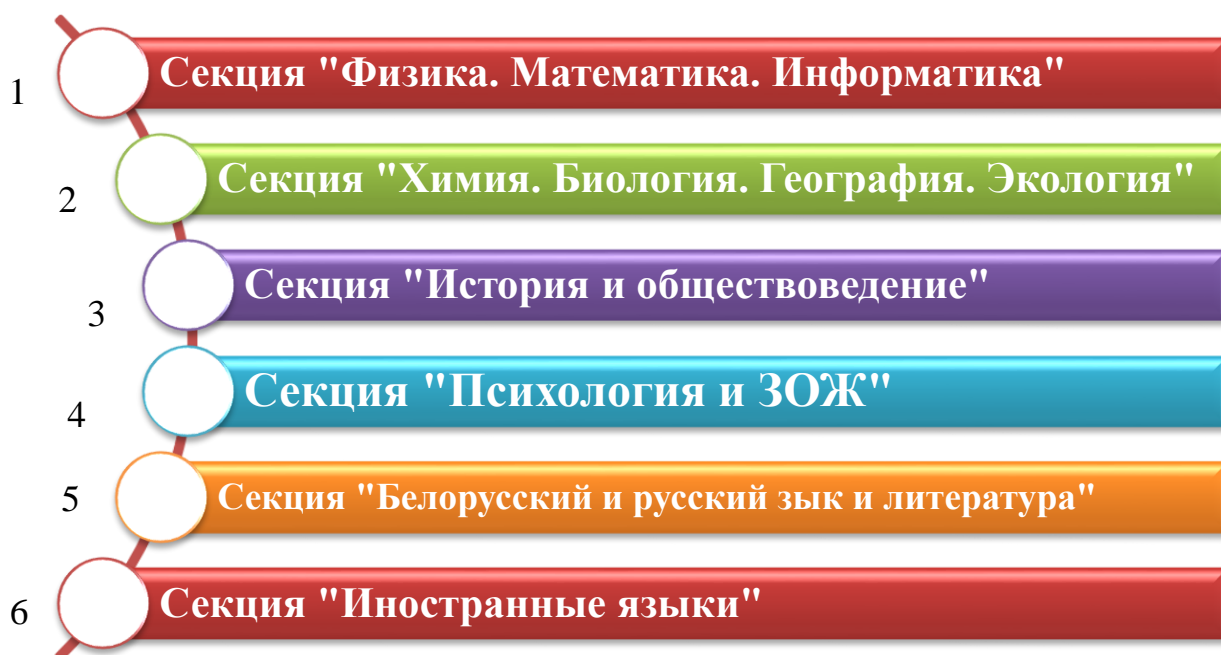 1 Секция "Физика. Математика. Информатика"
2 Секция "Химия. Биология. География. Экология"
3 Секция "История и обществоведение"
4 Секция "Психология и ЗОЖ"
5 Секция "Белорусский и русский зык и литература"
6 Секция "Иностранные языки"